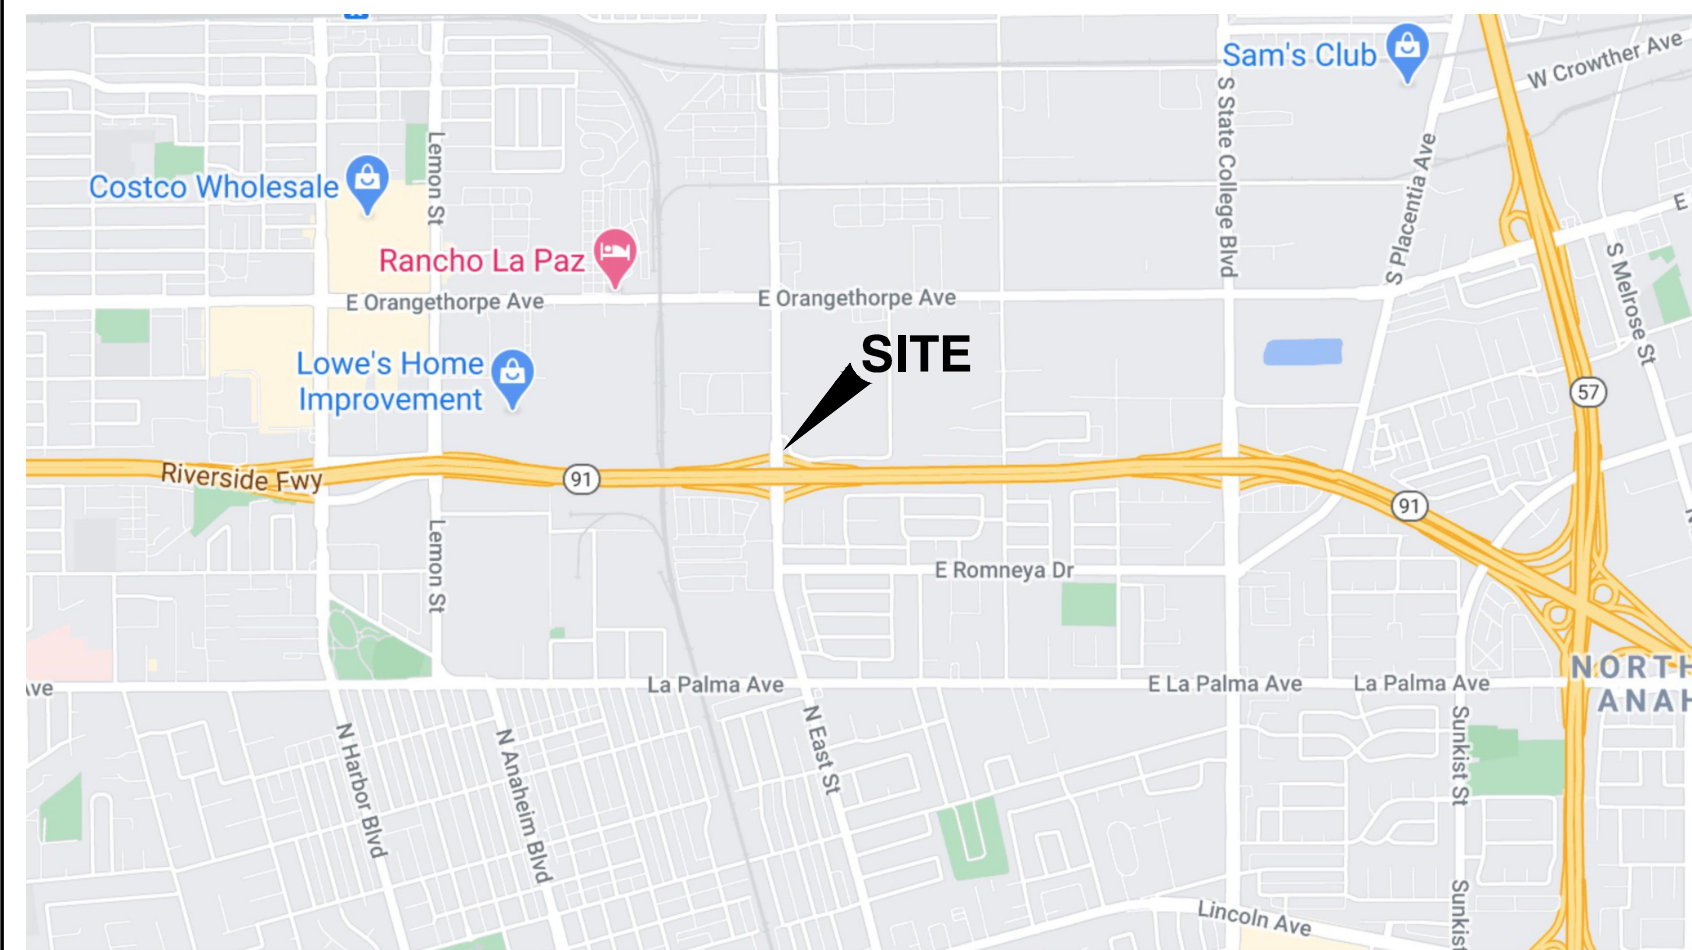 Sam's Club
W Crowther Ave
S State College Blvd
Lemon St
S Placentia Ave
Costco Wholesale
E
Rancho La Paz
S Melrose St
E Orangethorpe Ave
E Orangethorpe Ave
SITE
Lowe's Home
Improvement
57
Riverside Fwy
91
91
Lemon St
E Romneya Dr
NORTH
ANAH
La Palma Ave
E La Palma Ave
La Palma Ave
N Harbor Blvd
N Anaheim Blvd
N East St
Sunkist St
Lincoln Ave
Sunkist